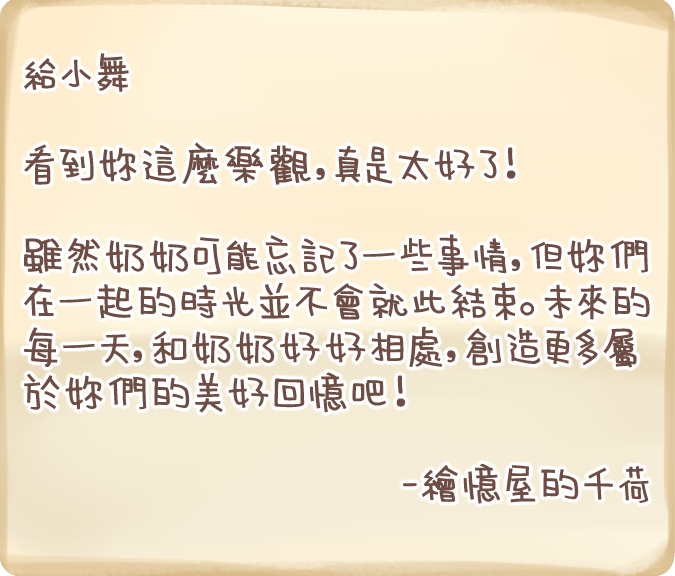 給小舞
看到妳這麼樂觀,真是太好了!
雖然奶奶可能忘記了一些事情,但妳們
在一起的時光並不會就此結束。未來的
每一天,和奶奶好好相處,創造更多屬
於妳們的美好回憶吧!
-繪憶屋的千荷